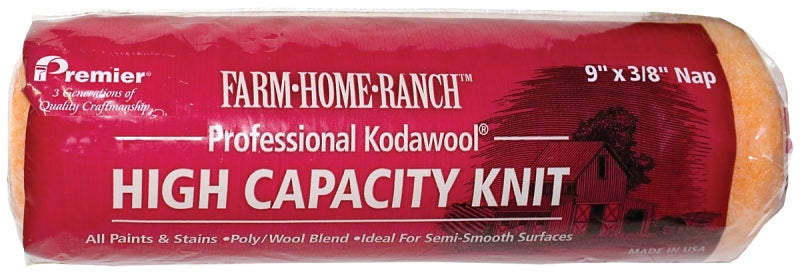 Premier®
3 Generations of
Quality Craftmanship
FARM•HOME•RANCH™
9" x 3/8" Nap
Professional Kodawool®
HIGH CAPACITY KNIT
All Paints & Stains •Poly/Wool Blend •Ideal For Semi-Smooth Surfaces
MADE IN USA